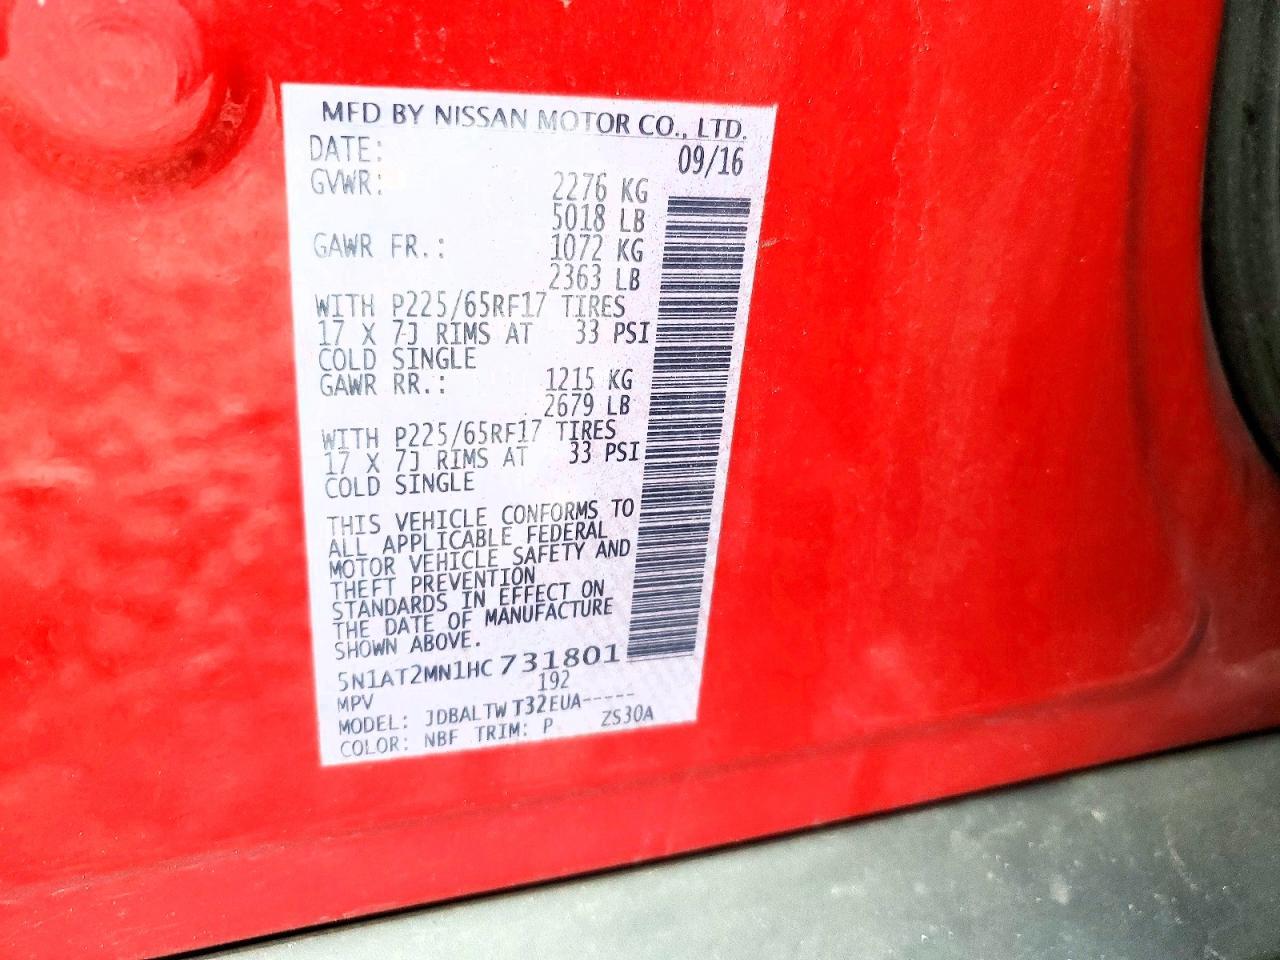 MFD BY NISSAN MOTOR CO., LTD.
DATE: 09/16
GVWR: 2276 KG
5018 LB
GAWR FR.: 1072 KG
2363 LB
WITH P225/65RF17 TIRES
17 X 7J RIMS AT 33 PSI
COLD SINGLE
GAWR RR.: 1215 KG
2679 LB
WITH P225/65RF17 TIRES
17 X 7J RIMS AT 33 PSI
COLD SINGLE
THIS VEHICLE CONFORMS TO
ALL APPLICABLE FEDERAL
MOTOR VEHICLE SAFETY AND
THEFT PREVENTION
STANDARDS IN EFFECT ON
THE DATE OF MANUFACTURE
SHOWN ABOVE.
5N1AT2MN1HC731801
MPV 192
MODEL: JDBALTWT32EUA-----
COLOR: NBF TRIM: P ZS30A